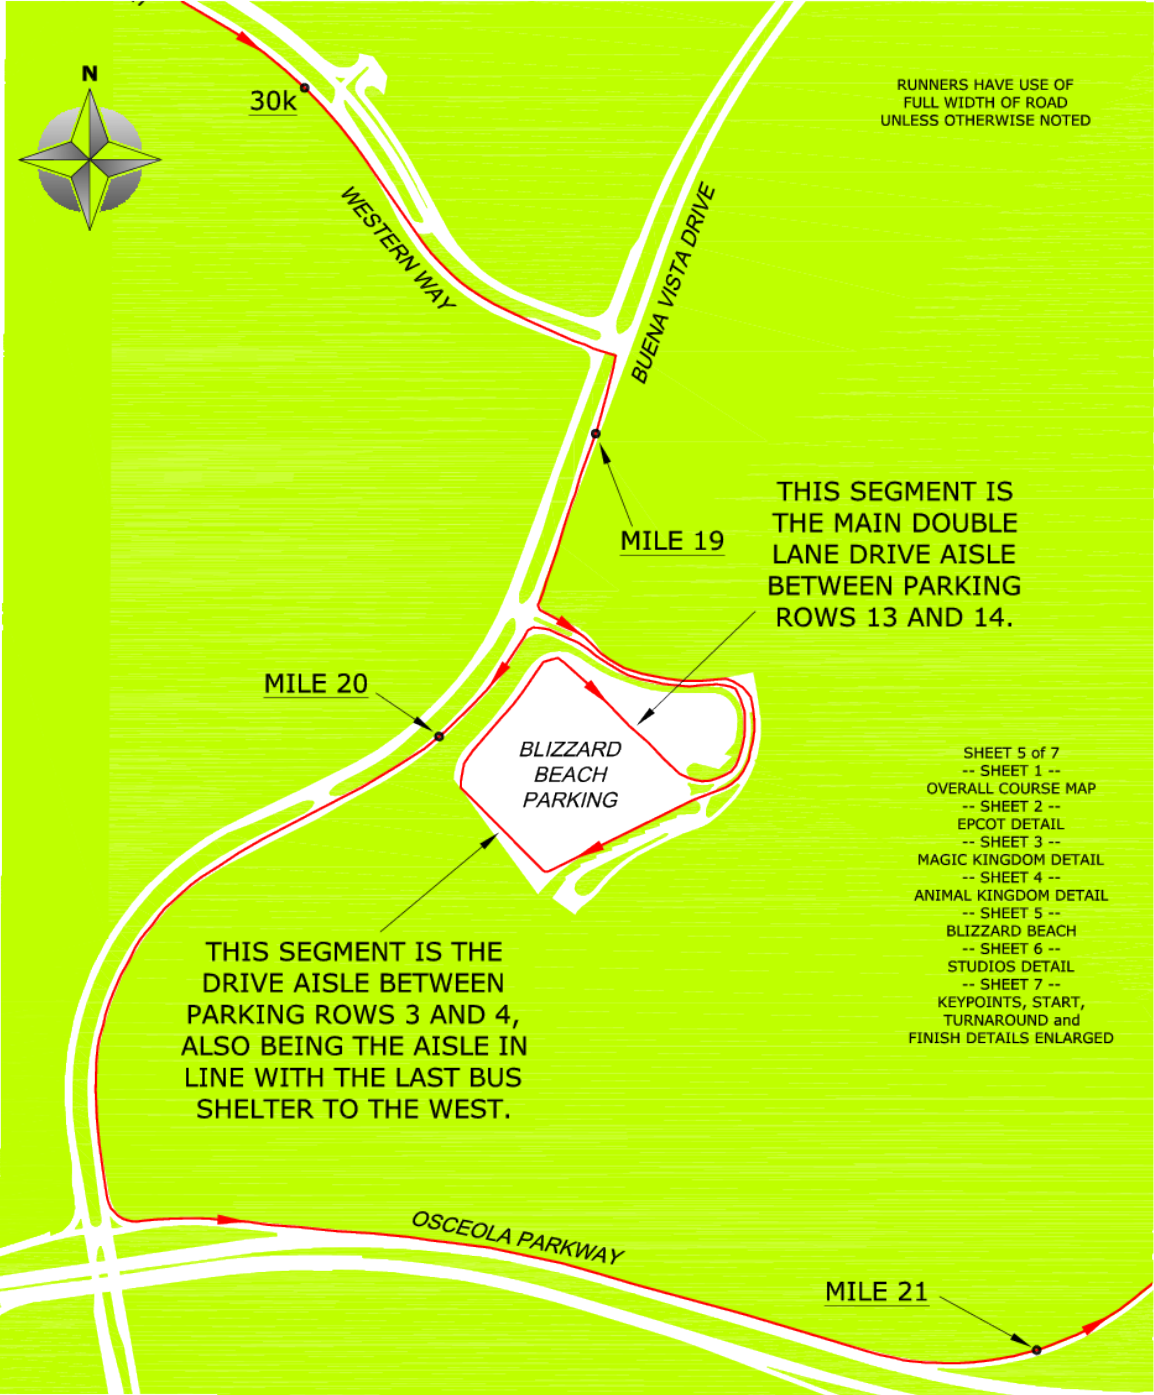 N
30k
RUNNERS HAVE USE OF
FULL WIDTH OF ROAD
UNLESS OTHERWISE NOTED
WESTERN WAY
BUENA VISTA DRIVE
MILE 19
THIS SEGMENT IS
THE MAIN DOUBLE
LANE DRIVE AISLE
BETWEEN PARKING
ROWS 13 AND 14.
MILE 20
BLIZZARD
BEACH
PARKING
SHEET 5 of 7
-- SHEET 1 --
OVERALL COURSE MAP
-- SHEET 2 --
EPCOT DETAIL
-- SHEET 3 --
MAGIC KINGDOM DETAIL
-- SHEET 4 --
ANIMAL KINGDOM DETAIL
-- SHEET 5 --
BLIZZARD BEACH
-- SHEET 6 --
STUDIOS DETAIL
-- SHEET 7 --
KEYPOINTS, START,
TURNAROUND and
FINISH DETAILS ENLARGED
THIS SEGMENT IS THE
DRIVE AISLE BETWEEN
PARKING ROWS 3 AND 4,
ALSO BEING THE AISLE IN
LINE WITH THE LAST BUS
SHELTER TO THE WEST.
OSCEOLA PARKWAY
MILE 21